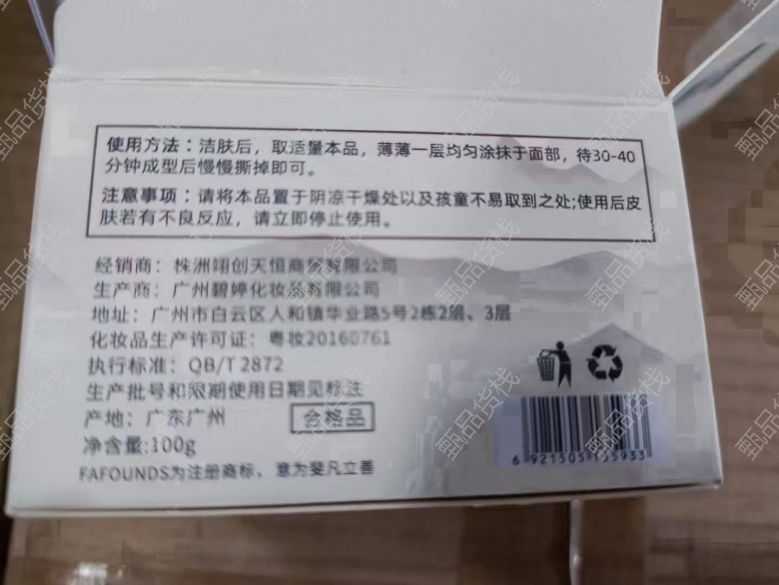 使用方法：洁肤后，取适量本品，薄薄一层均匀涂抹于面部，待30-40
分钟成型后慢慢撕掉即可。
注意事项：请将本品置于阴凉干燥处以及孩童不易取到之处;使用后皮
肤若有不良反应，请立即停止使用。
经销商：株洲翊创天恒商贸有限公司
生产商：广州碧婷化妆品有限公司
地址：广州市白云区人和镇华业路5号2栋2层、3层
化妆品生产许可证：粤妆20160761
执行标准：QB/T 2872
生产批号和限期使用日期见标注
产地：广东广州
合格品
净含量:100g
FAFOUNDS为注册商标，意为斐凡立善
甄品货栈